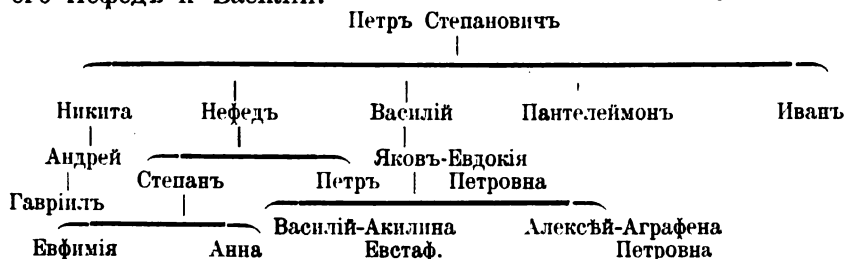 его Нефедъ и Василій.
Петръ Степановичъ
Никита Нефедъ Василій Пантелеймонъ Иванъ
Андрей Яковъ-Евдокія
Степанъ Петръ Петровна
Гавріилъ
Василій-Акилина Алексѣй-Аграфена
Евфимія Анна Евстаф. Петровна